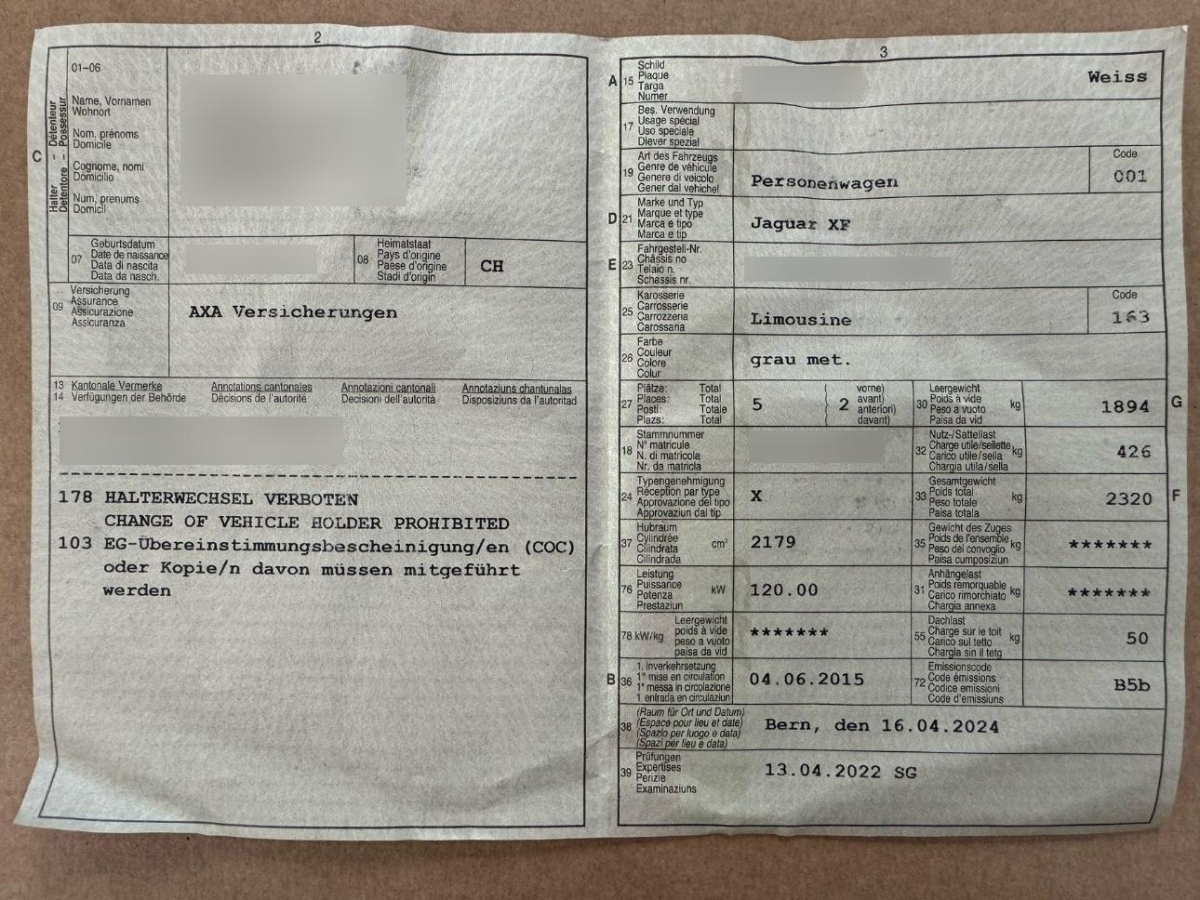 2
01–06
Name, Vornamen
Wohnort
Nom, prénoms
Domicile
Cognome, nomi
Domicilio
Num, prenums
Domicil
C
Halter – Détenteur
Detentore – Possessur
07
Geburtsdatum
Date de naissance
Data di nascita
Data da nasch.
08
Heimatstaat
Pays d'origine
Paese d'origine
Stadi d'origin
CH
09
Versicherung
Assurance
Assicurazione
Assicuranza
AXA Versicherungen
13 Kantonale Vermerke Annotations cantonales Annotazioni cantonali Annotaziuns chantunalas
14 Verfügungen der Behörde Décisions de l'autorité Decisioni dell'autorità Disposiziuns da l'autoritad
178 HALTERWECHSEL VERBOTEN
CHANGE OF VEHICLE HOLDER PROHIBITED
103 EG-Übereinstimmungsbescheinigung/en (COC)
oder Kopie/n davon müssen mitgeführt
werden
3
A 15
Schild
Plaque
Targa
Numer
Weiss
17
Bes. Verwendung
Usage spécial
Uso speciale
Diever spezial
19
Art des Fahrzeugs
Genre de véhicule
Genere di veicolo
Gener dal vehichel
Personenwagen
Code
001
D 21
Marke und Typ
Marque et type
Marca e tipo
Marca e tip
Jaguar XF
E 23
Fahrgestell-Nr.
Châssis no
Telaio n.
Schassis nr.
25
Karosserie
Carrosserie
Carrozzeria
Carossaria
Limousine
Code
163
26
Farbe
Couleur
Colore
Colur
grau met.
27
Plätze: Total
Places: Total
Posti: Totale
Plazs: Total
5
2
vorne)
avant)
anteriori)
davant)
30
Leergewicht
Poids à vide
Peso a vuoto
Paisa da vid
kg
1894
G
18
Stammnummer
N° matricule
N. di matricola
Nr. da matricla
32
Nutz-/Sattellast
Charge utile/sellette
Carico utile/sella
Chargia utila/sella
kg
426
24
Typengenehmigung
Réception par type
Approvazione del tipo
Approvaziun dal tip
X
33
Gesamtgewicht
Poids total
Peso totale
Paisa totala
kg
2320
F
37
Hubraum
Cylindrée
Cilindrata
Cilindrada
cm³
2179
35
Gewicht des Zuges
Poids de l'ensemble
Peso del convoglio
Paisa cumposiziun
kg
*******
76
Leistung
Puissance
Potenza
Prestaziun
kW
120.00
31
Anhängelast
Poids remorquable
Carico rimorchiato
Chargia annexa
kg
*******
78 kW/kg
Leergewicht
poids à vide
peso a vuoto
paisa da vid
*******
55
Dachlast
Charge sur le toit
Carico sul tetto
Chargia sin il tetg
kg
50
B 36
1. Inverkehrsetzung
1re mise en circulation
1a messa in circolazione
1. entrada en circulaziun
04.06.2015
72
Emissionscode
Code émissions
Codice emissioni
Code d'emissiuns
B5b
38
(Raum für Ort und Datum)
(Espace pour lieu et date)
(Spazio per luogo e data)
(Spazi per lieu e data)
Bern, den 16.04.2024
39
Prüfungen
Expertises
Perizie
Examinaziuns
13.04.2022 SG